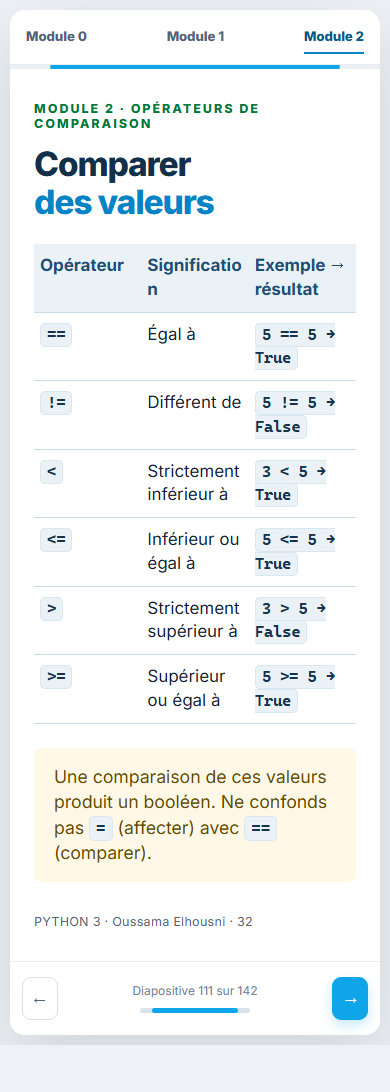 Module 0 Module 1 Module 2
MODULE 2 · OPÉRATEURS DE
COMPARAISON
Comparer
des valeurs
Opérateur Significatio Exemple →
n résultat
== Égal à 5 == 5 →
True
!= Différent de 5 != 5 →
False
< Strictement 3 < 5 →
inférieur à True
<= Inférieur ou 5 <= 5 →
égal à True
> Strictement 3 > 5 →
supérieur à False
>= Supérieur 5 >= 5 →
ou égal à True
Une comparaison de ces valeurs
produit un booléen. Ne confonds
pas = (affecter) avec ==
(comparer).
PYTHON 3 · Oussama Elhousni · 32
← Diapositive 111 sur 142 →